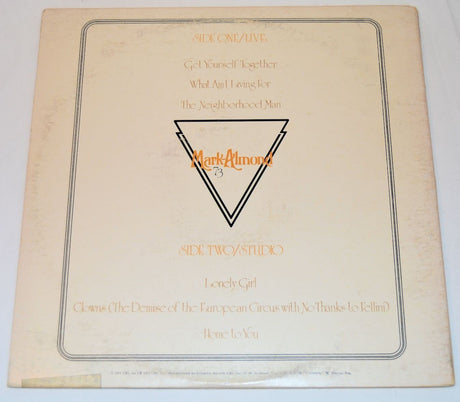 SIDE ONE/LIVE
Get Yourself Together
What Am I Living For
The Neighborhood Man
Mark-Almond
73
SIDE TWO/STUDIO
Lonely Girl
Clowns (The Demise of the European Circus with No Thanks to Fellini)
Home to You